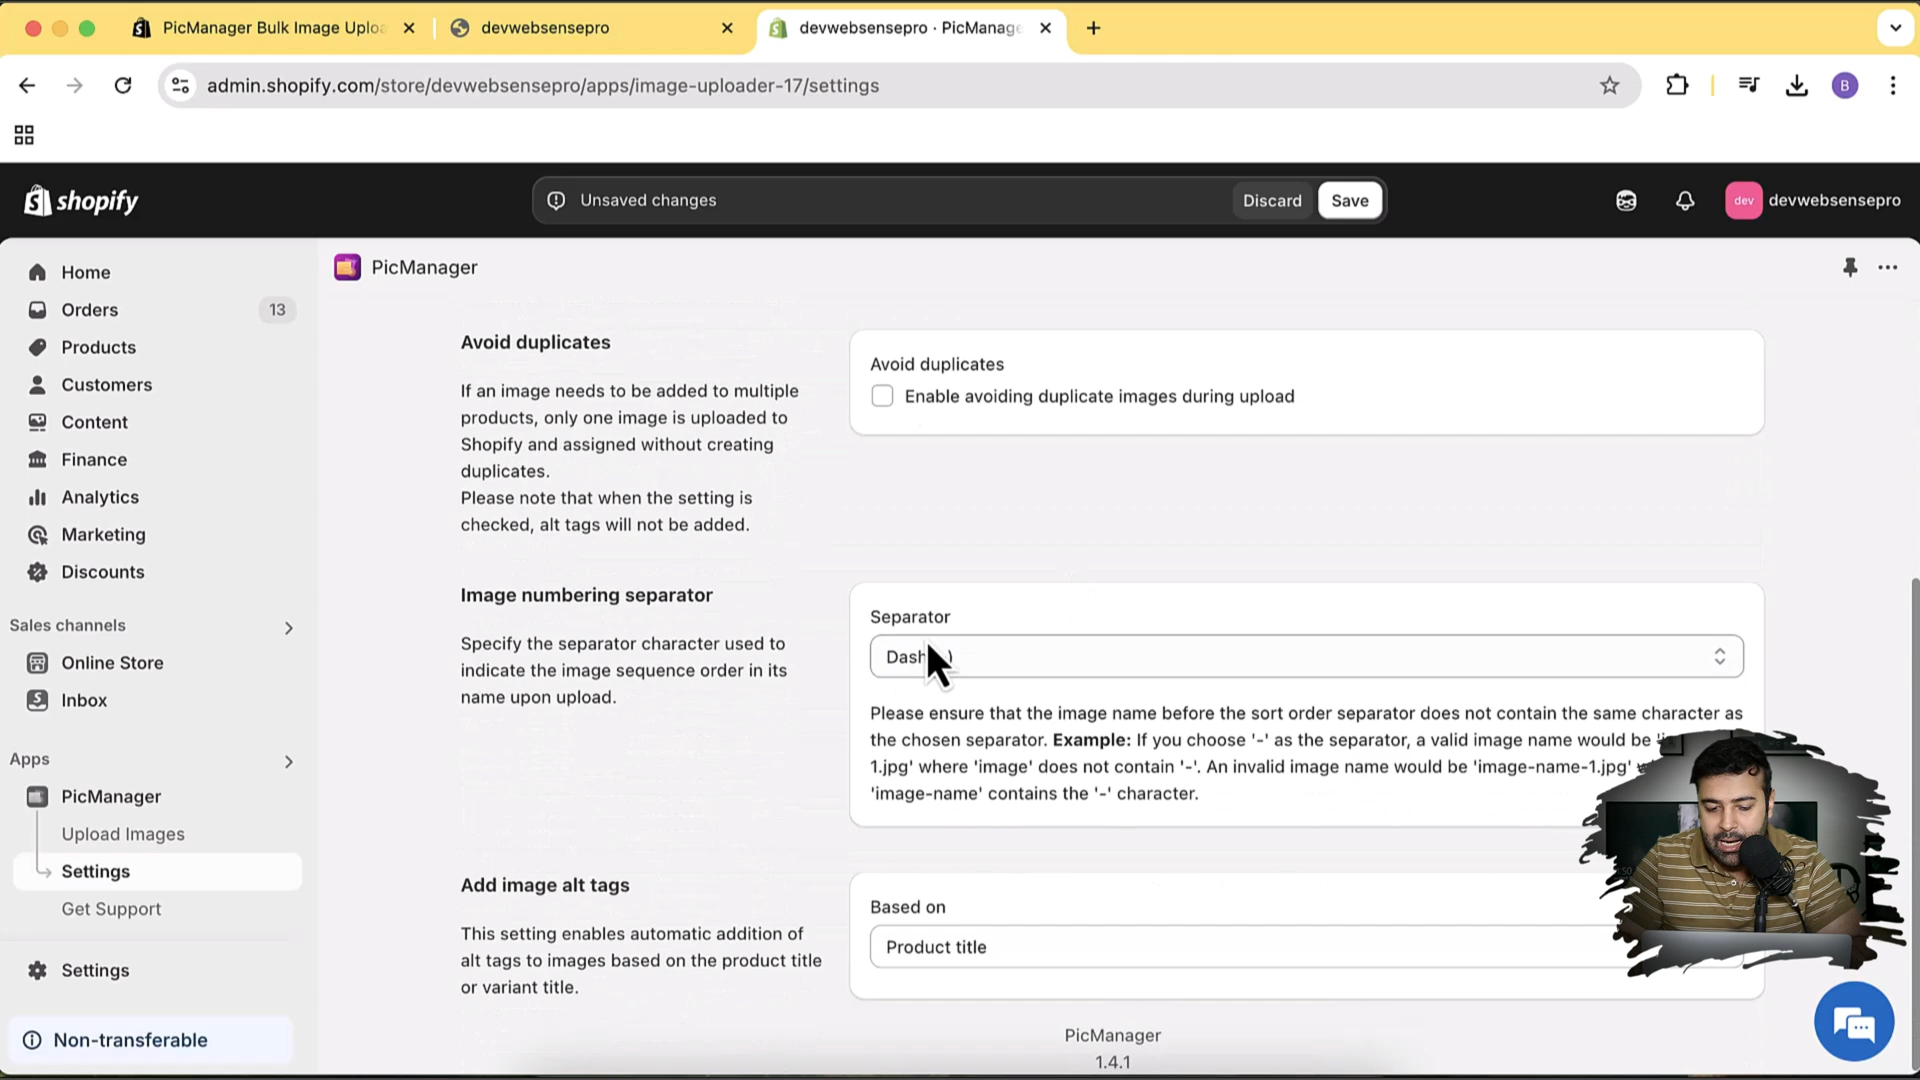 PicManager Bulk Image Uploa
devwebsensepro
devwebsensepro · PicManage
admin.shopify.com/store/devwebsensepro/apps/image-uploader-17/settings
B
shopify
Unsaved changes
Discard
Save
dev
devwebsensepro
Home
Orders
13
Products
Customers
Content
Finance
Analytics
Marketing
Discounts
Sales channels
Online Store
Inbox
Apps
PicManager
Upload Images
Settings
Get Support
Settings
Non-transferable
PicManager
Avoid duplicates
If an image needs to be added to multiple
products, only one image is uploaded to
Shopify and assigned without creating
duplicates.
Please note that when the setting is
checked, alt tags will not be added.
Avoid duplicates
Enable avoiding duplicate images during upload
Image numbering separator
Specify the separator character used to
indicate the image sequence order in its
name upon upload.
Separator
Dash
Please ensure that the image name before the sort order separator does not contain the same character as
the chosen separator. Example: If you choose '-' as the separator, a valid image name would be
1.jpg' where 'image' does not contain '-'. An invalid image name would be 'image-name-1.jpg'
'image-name' contains the '-' character.
Add image alt tags
This setting enables automatic addition of
alt tags to images based on the product title
or variant title.
Based on
Product title
PicManager
1.4.1